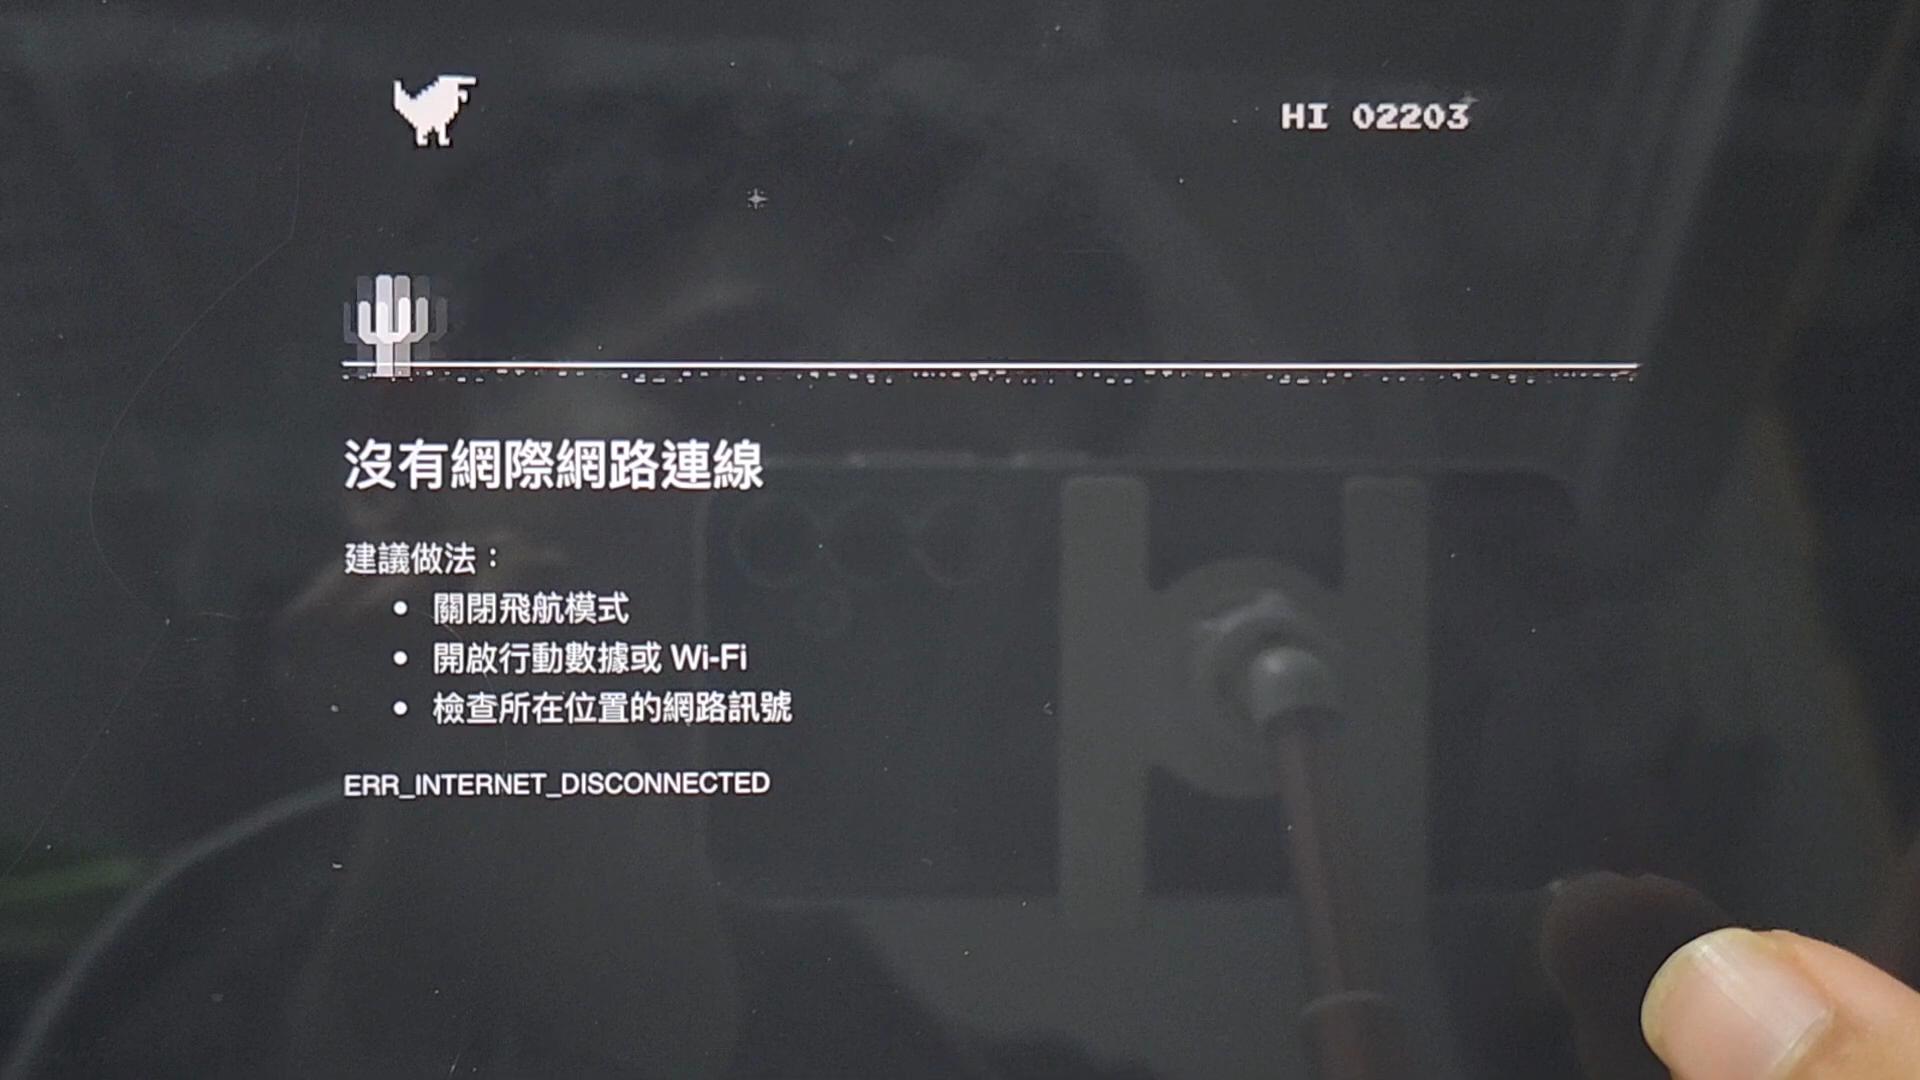 HI 02203
沒有網際網路連線
建議做法：
• 關閉飛航模式
• 開啟行動數據或 Wi-Fi
• 檢查所在位置的網路訊號
ERR_INTERNET_DISCONNECTED